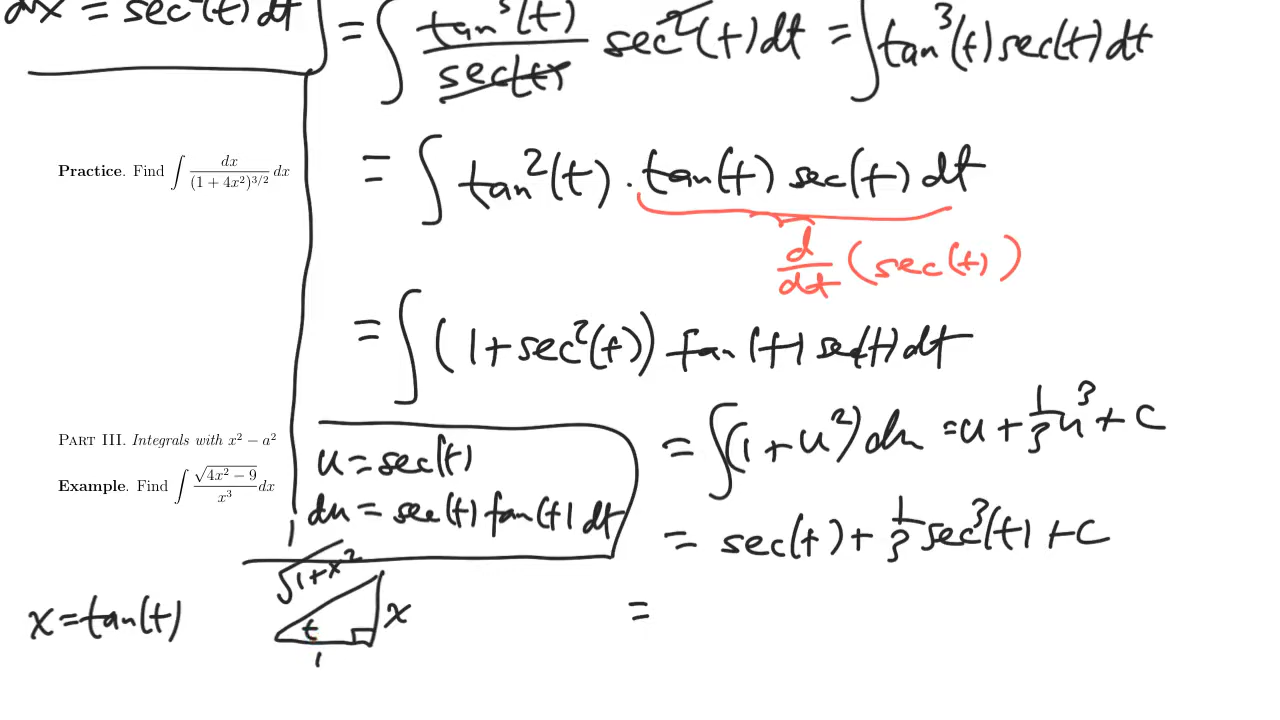 dx = sec²(t) dt
= ∫ tan³(t) / sec(t) sec²(t) dt = ∫ tan³(t) sec(t) dt
Practice. Find ∫ dx / (1 + 4x²)^{3/2} dx
= ∫ tan²(t) · tan(t) sec(t) dt
d/dt (sec(t))
= ∫ (1 + sec²(t)) tan(t) sec(t) dt
PART III. Integrals with x² − a²
Example. Find ∫ √(4x² − 9) / x³ dx
u = sec(t)
du = sec(t) tan(t) dt
= ∫ (1 + u²) du = u + 1/3 u³ + C
= sec(t) + 1/3 sec³(t) + C
=
x = tan(t)
√1+x²
t
x
1